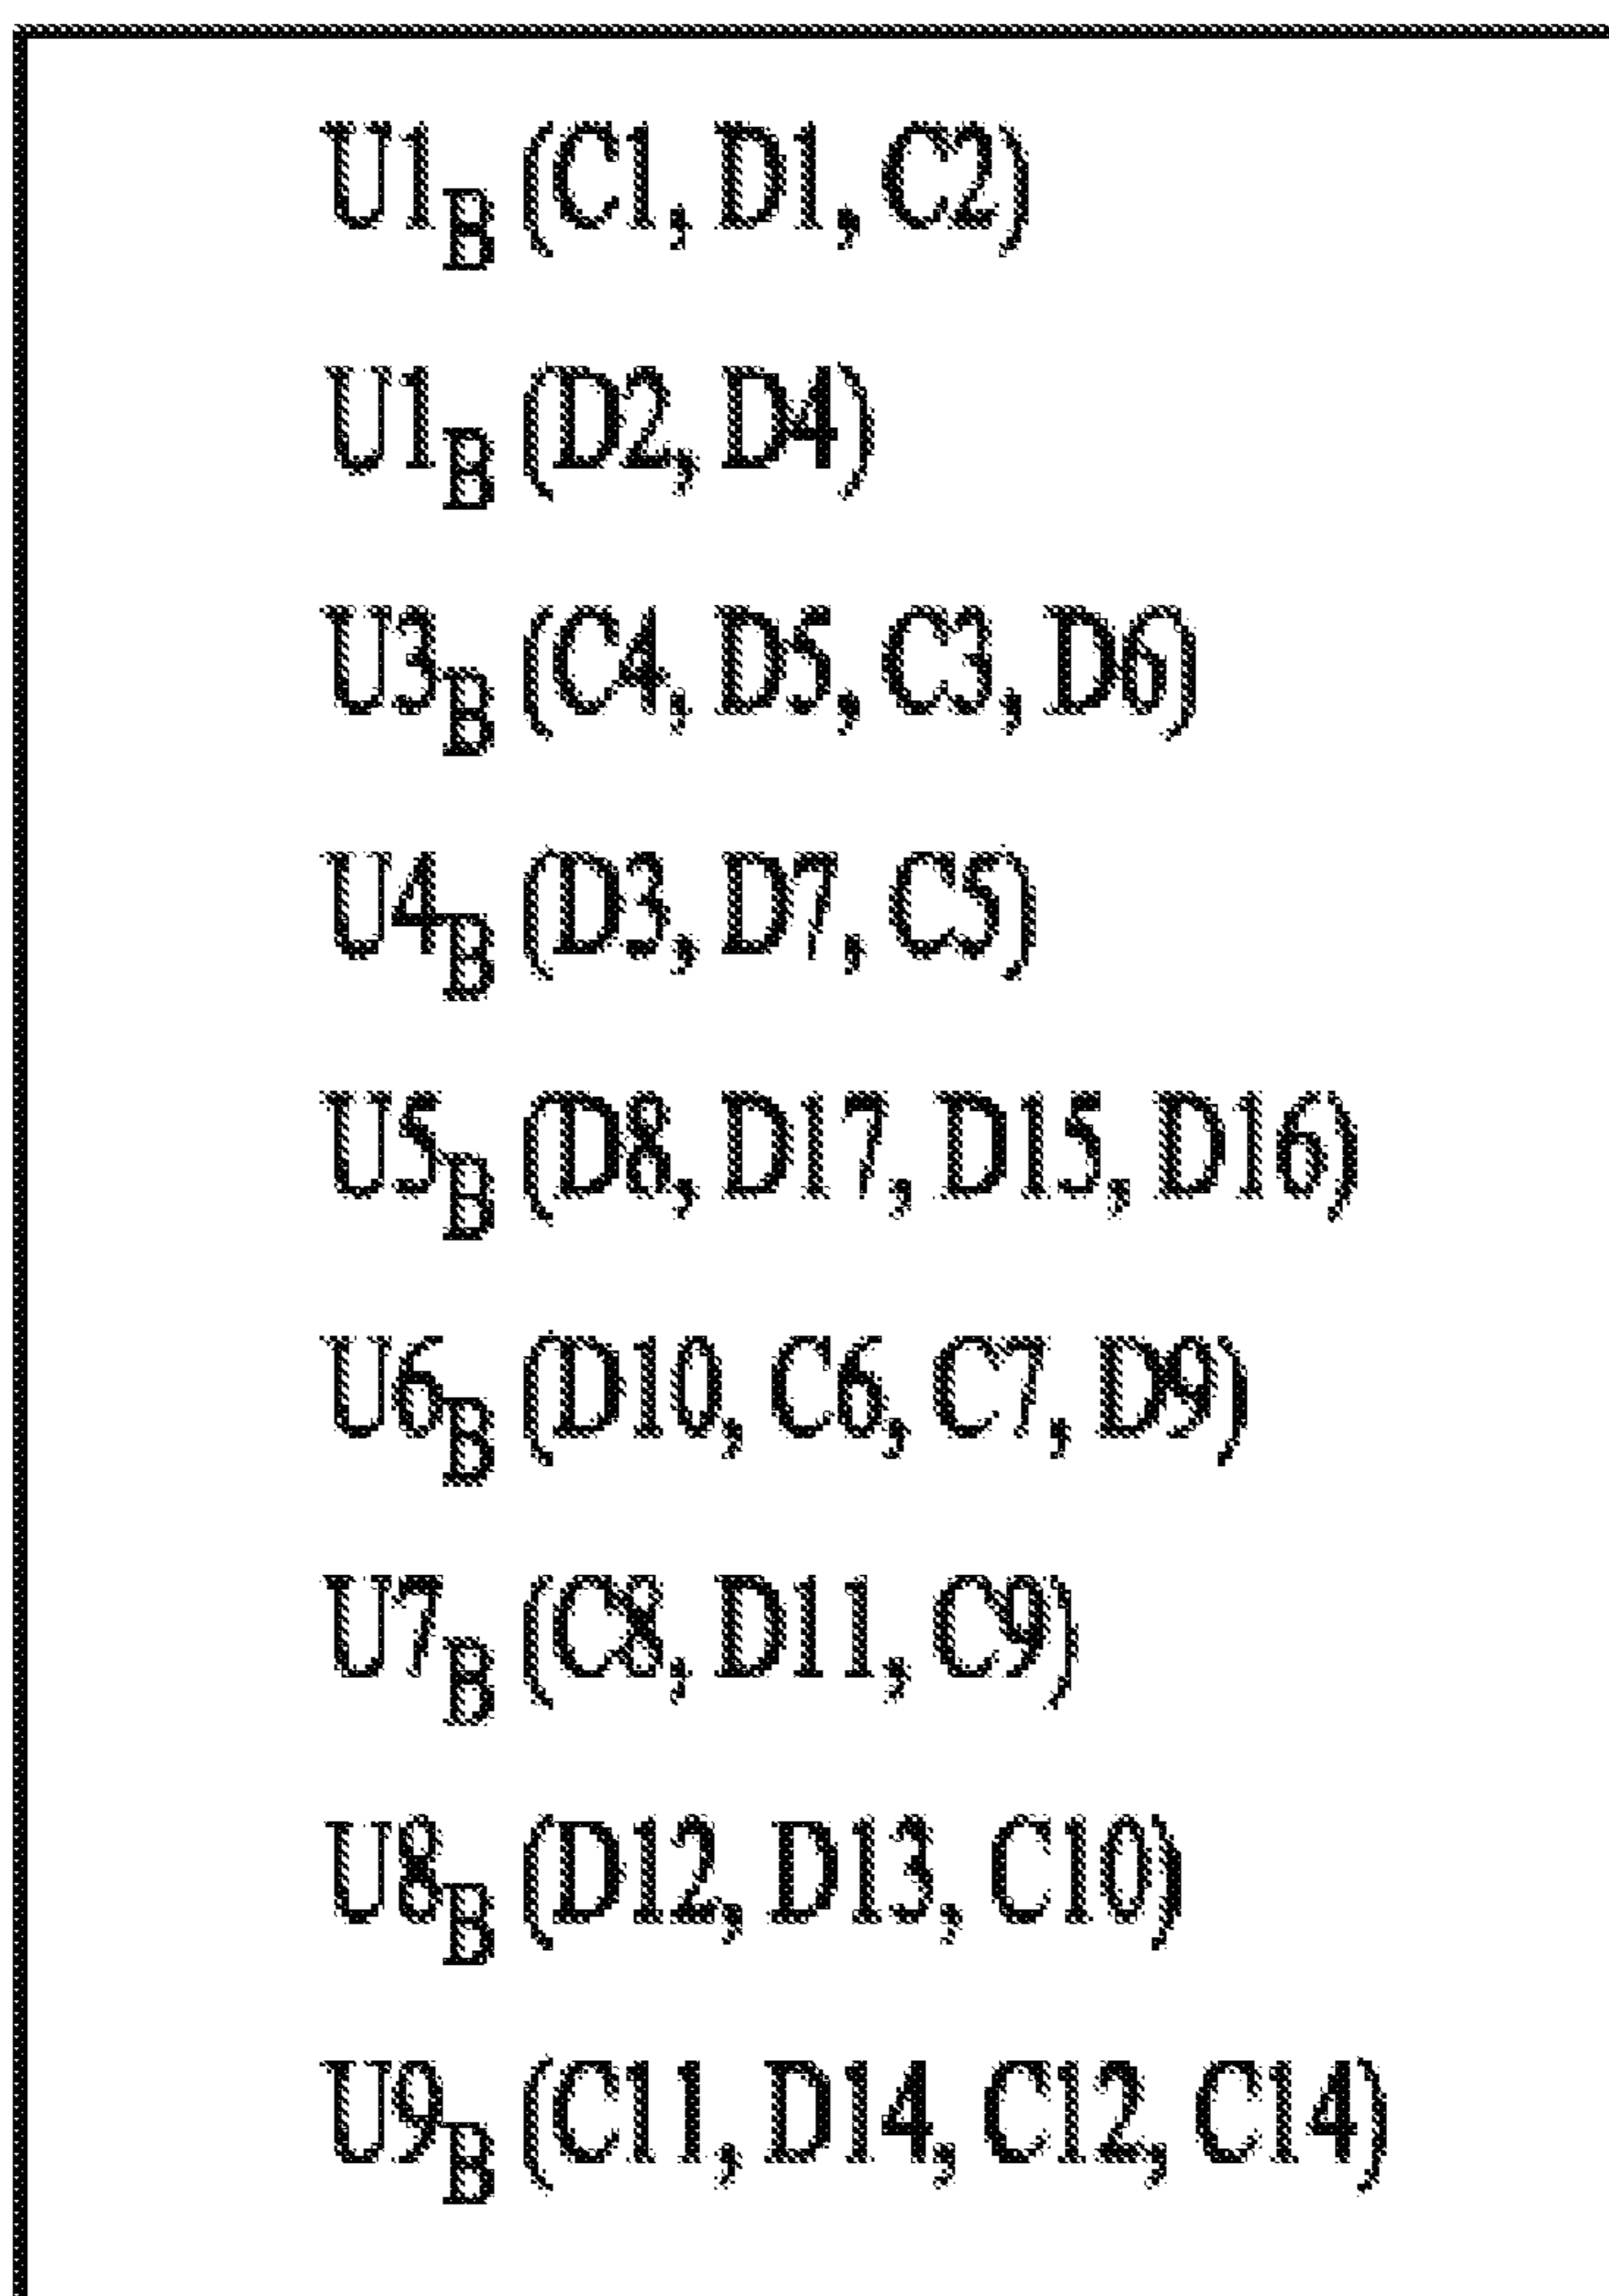 U1B (C1, D1, C2)
U1B (D2, D4)
U3B (C4, D5, C3, D6)
U4B (D3, D7, C5)
U5B (D8, D17, D15, D16)
U6B (D10, C6, C7, D9)
U7B (C8, D11, C9)
U8B (D12, D13, C10)
U9B (C11, D14, C12, C14)